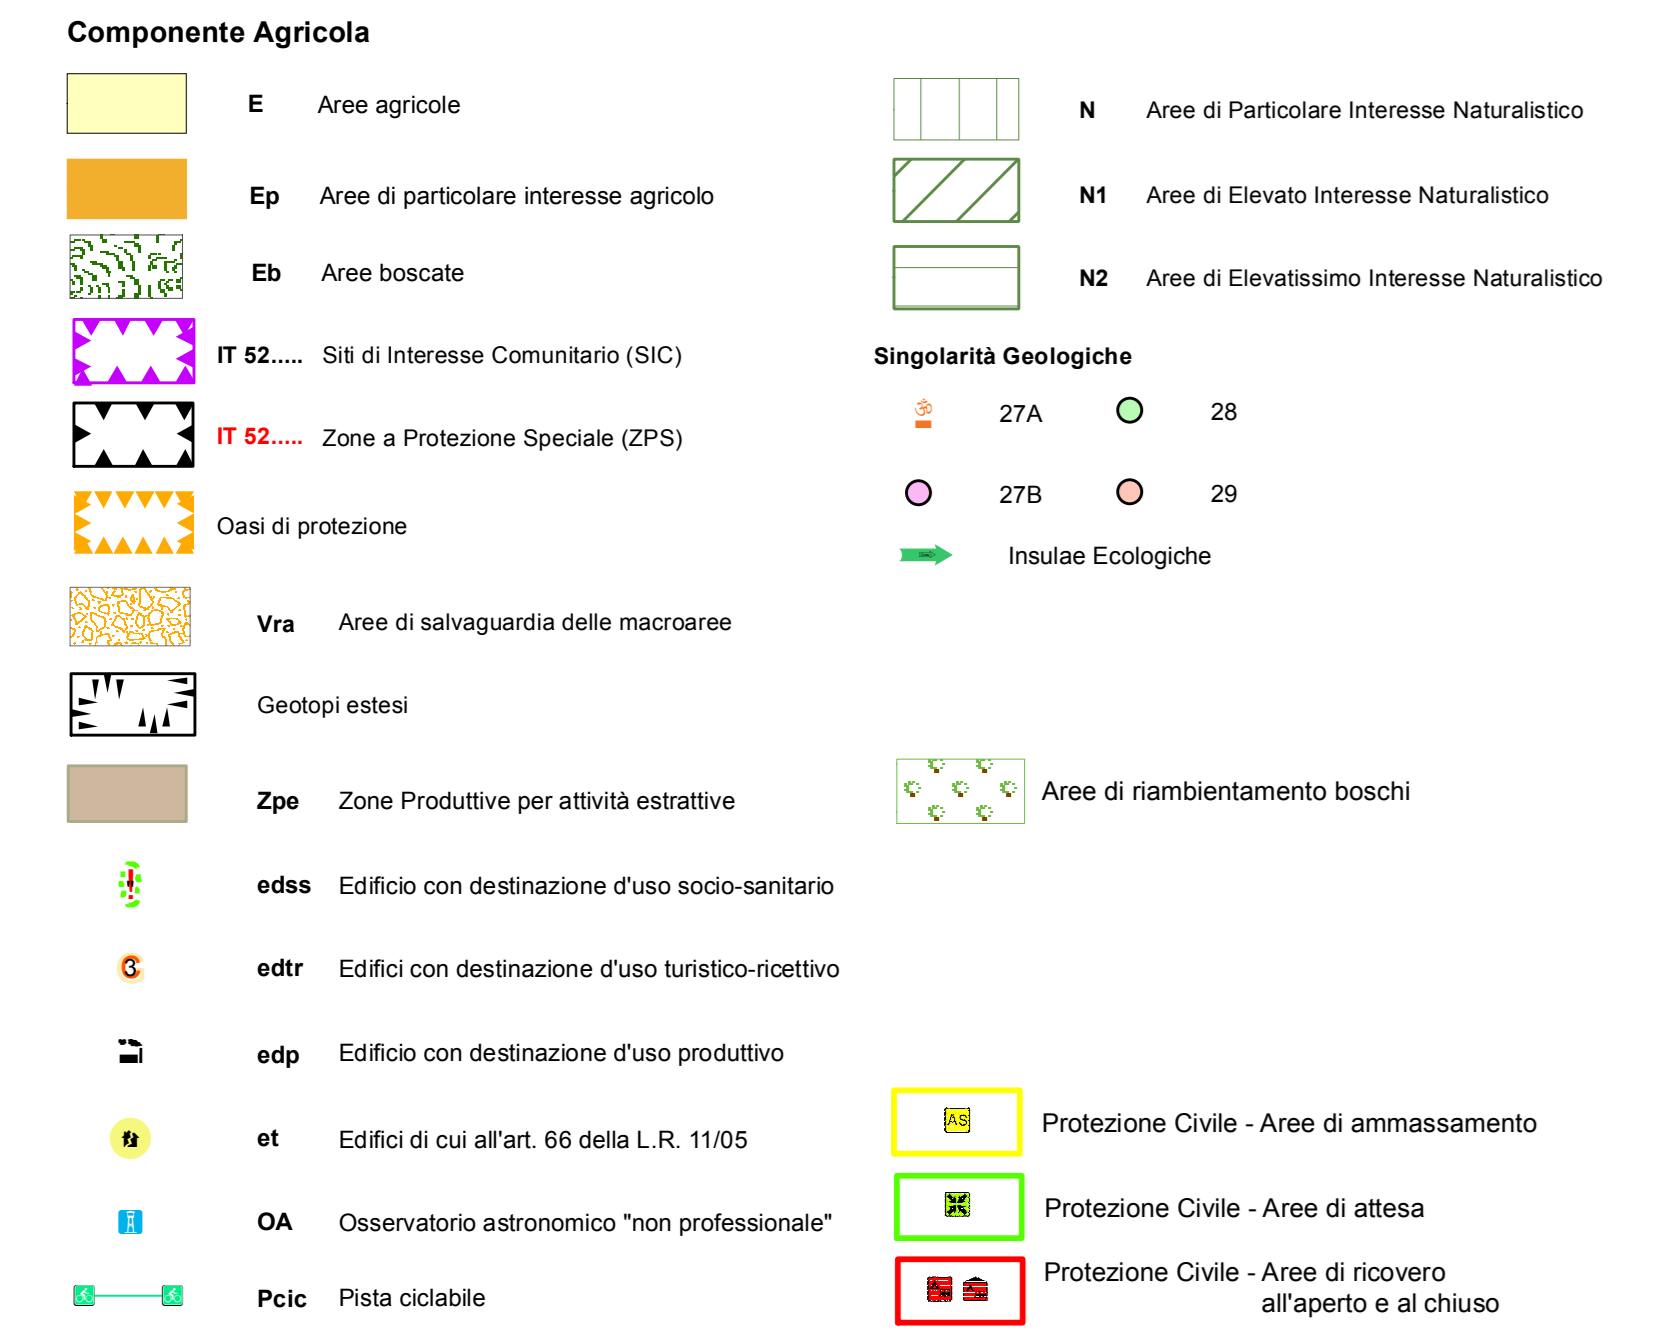 Componente Agricola
E Aree agricole
Ep Aree di particolare interesse agricolo
Eb Aree boscate
IT 52..... Siti di Interesse Comunitario (SIC)
IT 52..... Zone a Protezione Speciale (ZPS)
Oasi di protezione
Vra Aree di salvaguardia delle macroaree
Geotopi estesi
Zpe Zone Produttive per attività estrattive
edss Edificio con destinazione d'uso socio-sanitario
3 edtr Edifici con destinazione d'uso turistico-ricettivo
edp Edificio con destinazione d'uso produttivo
et Edifici di cui all'art. 66 della L.R. 11/05
OA Osservatorio astronomico "non professionale"
Pcic Pista ciclabile
N Aree di Particolare Interesse Naturalistico
N1 Aree di Elevato Interesse Naturalistico
N2 Aree di Elevatissimo Interesse Naturalistico
Singolarità Geologiche
ॐ 27A 28
27B 29
Insulae Ecologiche
Aree di riambientamento boschi
AS Protezione Civile - Aree di ammassamento
Protezione Civile - Aree di attesa
Protezione Civile - Aree di ricovero
all'aperto e al chiuso